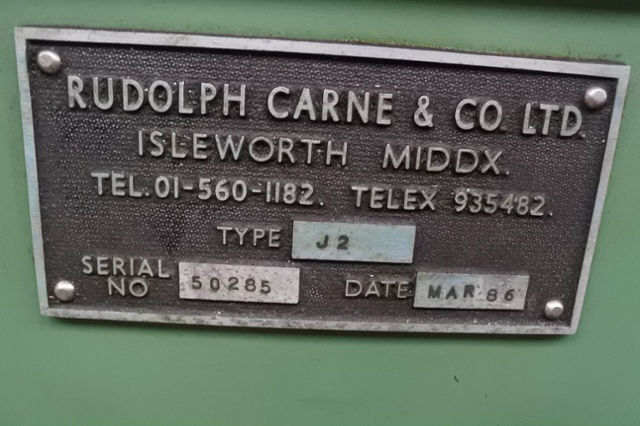 RUDOLPH CARNE & CO. LTD.
ISLEWORTH MIDDX.
TEL. 01-560-1182. TELEX 935482.
TYPE J2
SERIAL NO 50285 DATE MAR 86